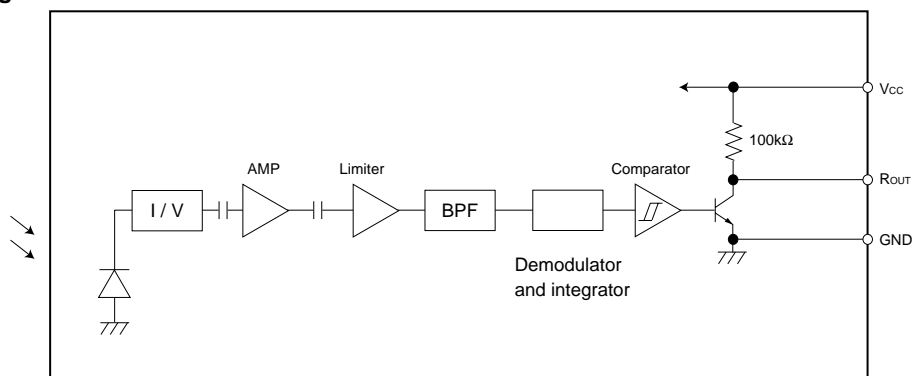 g
Vcc
100kΩ
AMP
Limiter
Comparator
ROUT
I / V
BPF
GND
Demodulator
and integrator